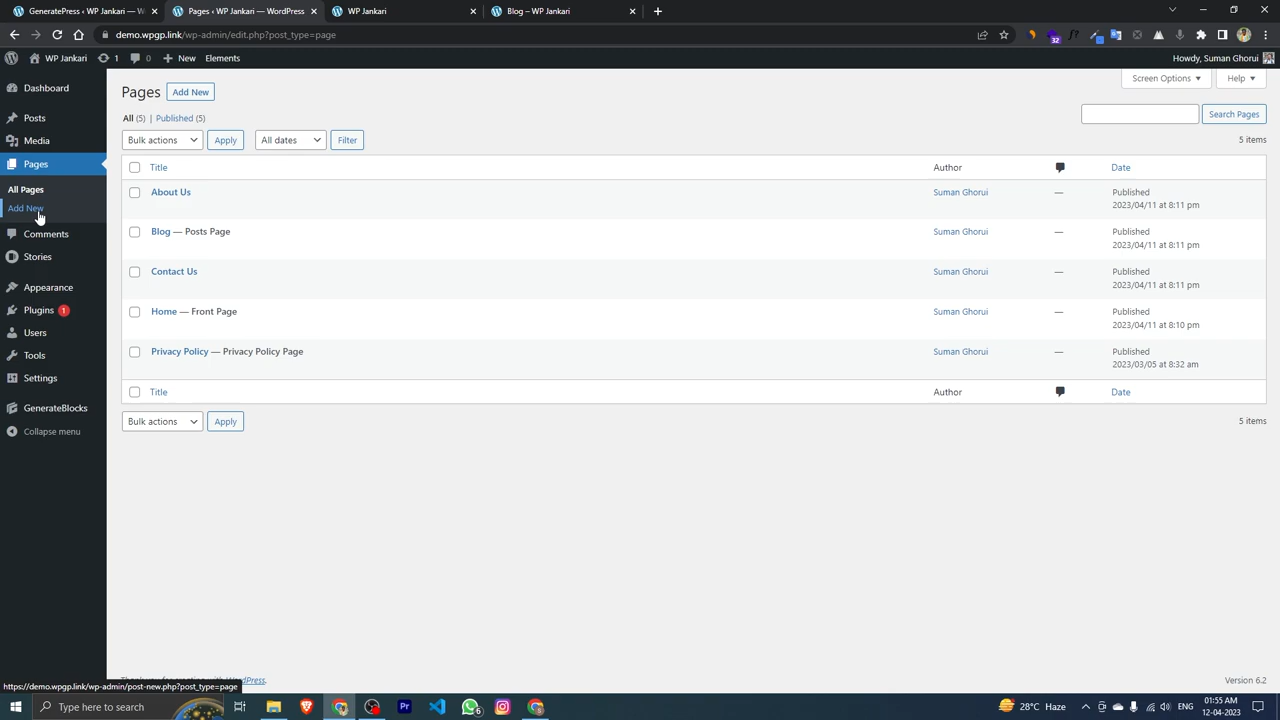 GeneratePress ‹ WP Jankari — W
Pages ‹ WP Jankari — WordPress
WP Jankari
Blog – WP Jankari
demo.wpgp.link/wp-admin/edit.php?post_type=page
32
WP Jankari
1
0
New
Elements
Howdy, Suman Ghorui
Dashboard
Posts
Media
Pages
All Pages
Add New
Comments
Stories
Appearance
Plugins 1
Users
Tools
Settings
GenerateBlocks
Collapse menu
Screen Options
Help
Pages
Add New
All (5) | Published (5)
Search Pages
Bulk actions
Apply
All dates
Filter
5 items
Title Author Date
About Us Suman Ghorui — Published
2023/04/11 at 8:11 pm
Blog — Posts Page Suman Ghorui — Published
2023/04/11 at 8:11 pm
Contact Us Suman Ghorui — Published
2023/04/11 at 8:11 pm
Home — Front Page Suman Ghorui — Published
2023/04/11 at 8:10 pm
Privacy Policy — Privacy Policy Page Suman Ghorui — Published
2023/03/05 at 8:32 am
Title Author Date
Bulk actions
Apply
5 items
WordPress.
Version 6.2
https://demo.wpgp.link/wp-admin/post-new.php?post_type=page
Type here to search
28°C Haze
ENG
01:55 AM
12-04-2023